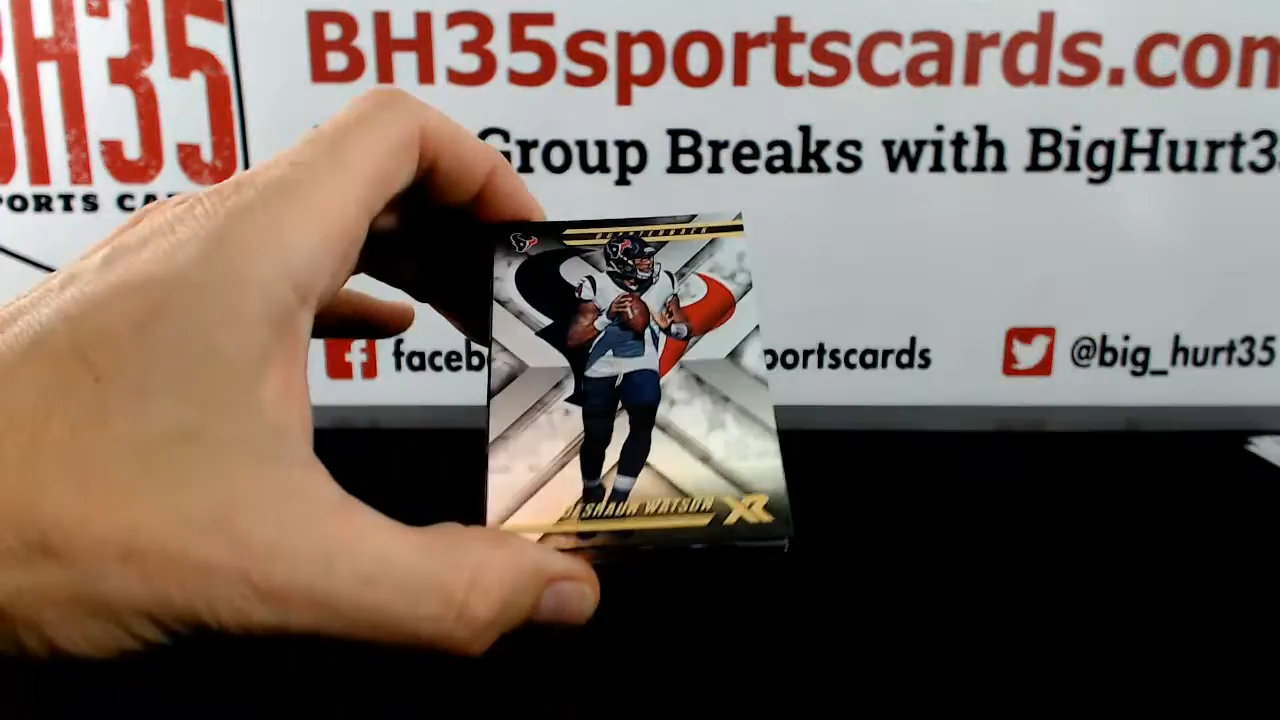 BH35
PORTS CA
BH35sportscards.com
Group Breaks with BigHurt3
faceb
portscards
@big_hurt35
QUARTERBACK
DESHAUN WATSON
XR